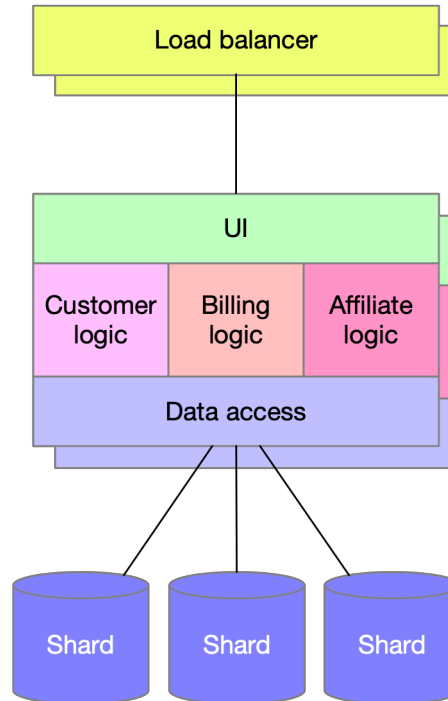 Load balancer
UI
Customer
logic
Billing
logic
Affiliate
logic
Data access
Shard
Shard
Shard